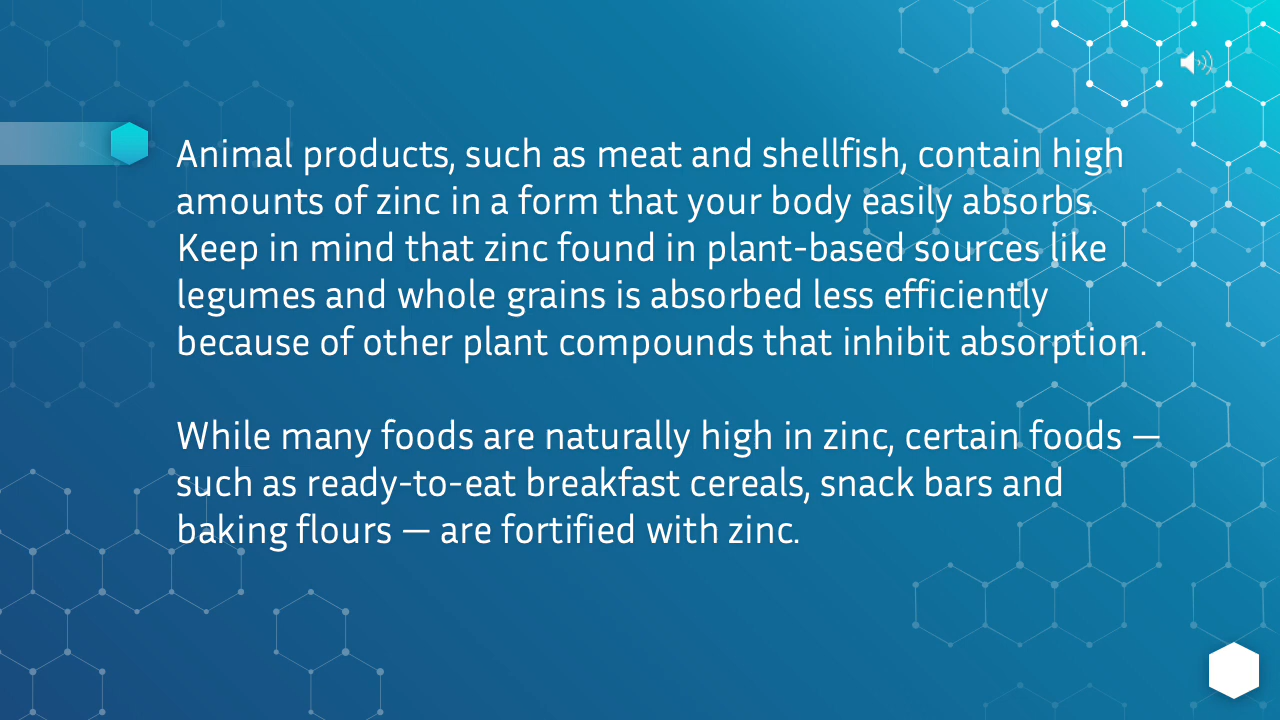 Animal products, such as meat and shellfish, contain high
amounts of zinc in a form that your body easily absorbs.
Keep in mind that zinc found in plant-based sources like
legumes and whole grains is absorbed less efficiently
because of other plant compounds that inhibit absorption.
While many foods are naturally high in zinc, certain foods —
such as ready-to-eat breakfast cereals, snack bars and
baking flours — are fortified with zinc.